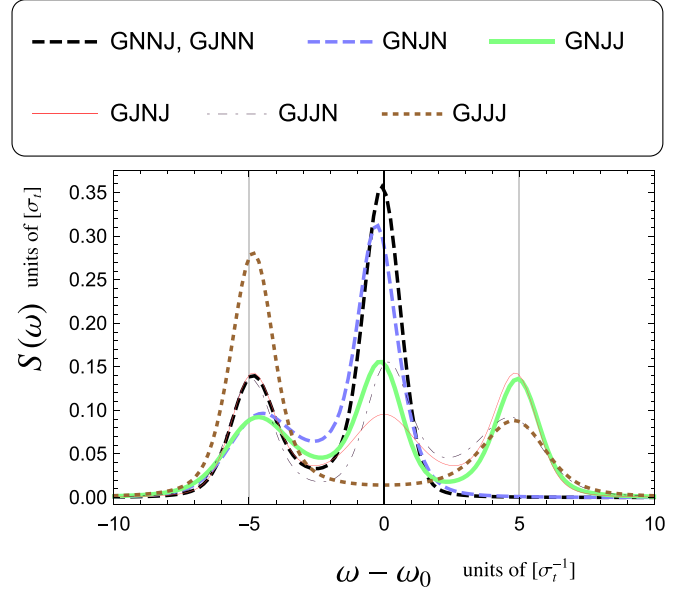 GNNJ, GJNN GNJN GNJJ
GJNJ GJJN GJJJ
S(ω) units of [σₜ]
0.35
0.30
0.25
0.20
0.15
0.10
0.05
0.00
−10 −5 0 5 10
ω − ω₀ units of [σₜ⁻¹]